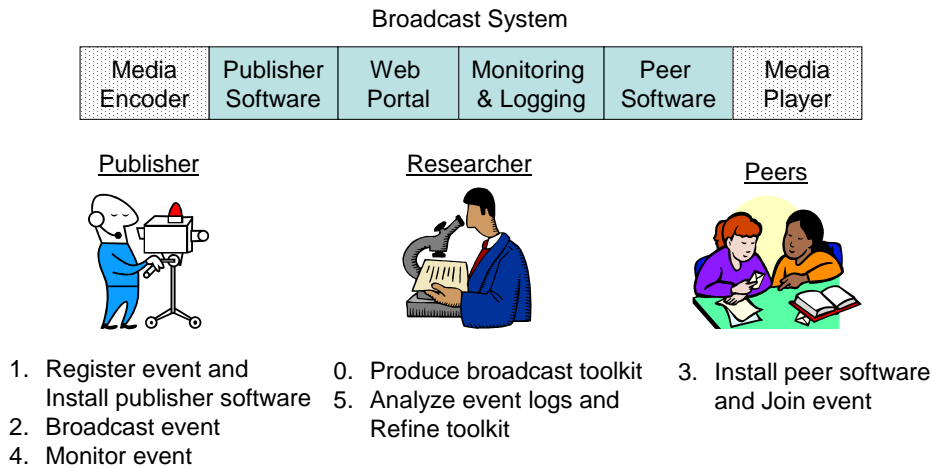 Broadcast System
Media Encoder
Publisher Software
Web Portal
Monitoring & Logging
Peer Software
Media Player
Publisher
Researcher
Peers
1. Register event and
Install publisher software
2. Broadcast event
4. Monitor event
0. Produce broadcast toolkit
5. Analyze event logs and
Refine toolkit
3. Install peer software
and Join event